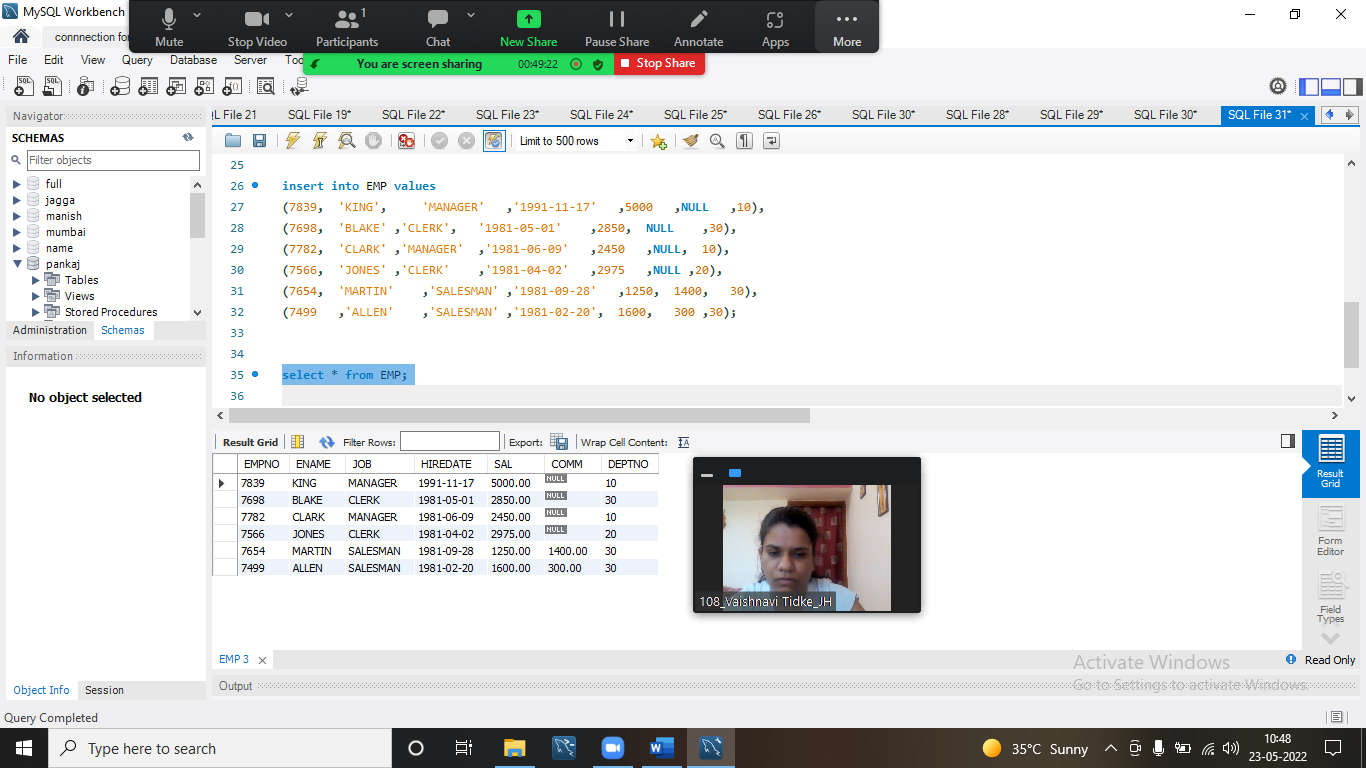 MySQL Workbench
Mute
Stop Video
1
Participants
Chat
New Share
Pause Share
Annotate
Apps
More
connnection for
You are screen sharing
00:49:22
Stop Share
File Edit View Query Database Server Too
L File 21 SQL File 19* SQL File 22* SQL File 23* SQL File 24* SQL File 25* SQL File 26* SQL File 30* SQL File 28* SQL File 29* SQL File 30* SQL File 31*
Navigator
SCHEMAS
Filter objects
full
jagga
manish
mumbai
name
pankaj
Tables
Views
Stored Procedures
Administration Schemas
Information
No object selected
Object Info Session
Limit to 500 rows
25
26 insert into EMP values
27 (7839, 'KING', 'MANAGER' ,'1991-11-17' ,5000 ,NULL ,10),
28 (7698, 'BLAKE' ,'CLERK', '1981-05-01' ,2850, NULL ,30),
29 (7782, 'CLARK' ,'MANAGER' ,'1981-06-09' ,2450 ,NULL, 10),
30 (7566, 'JONES' ,'CLERK' ,'1981-04-02' ,2975 ,NULL ,20),
31 (7654, 'MARTIN' ,'SALESMAN' ,'1981-09-28' ,1250, 1400, 30),
32 (7499 ,'ALLEN' ,'SALESMAN' ,'1981-02-20', 1600, 300 ,30);
33
34
35 select * from EMP;
36
Result Grid Filter Rows: Export: Wrap Cell Content:
EMPNO ENAME JOB HIREDATE SAL COMM DEPTNO
7839 KING MANAGER 1991-11-17 5000.00 NULL 10
7698 BLAKE CLERK 1981-05-01 2850.00 NULL 30
7782 CLARK MANAGER 1981-06-09 2450.00 NULL 10
7566 JONES CLERK 1981-04-02 2975.00 NULL 20
7654 MARTIN SALESMAN 1981-09-28 1250.00 1400.00 30
7499 ALLEN SALESMAN 1981-02-20 1600.00 300.00 30
108_Vaishnavi Tidke_JH
Result
Grid
Form
Editor
Field
Types
EMP 3
Read Only
Activate Windows
Go to Settings to activate Windows.
Output
Query Completed
Type here to search
35°C Sunny
10:48
23-05-2022